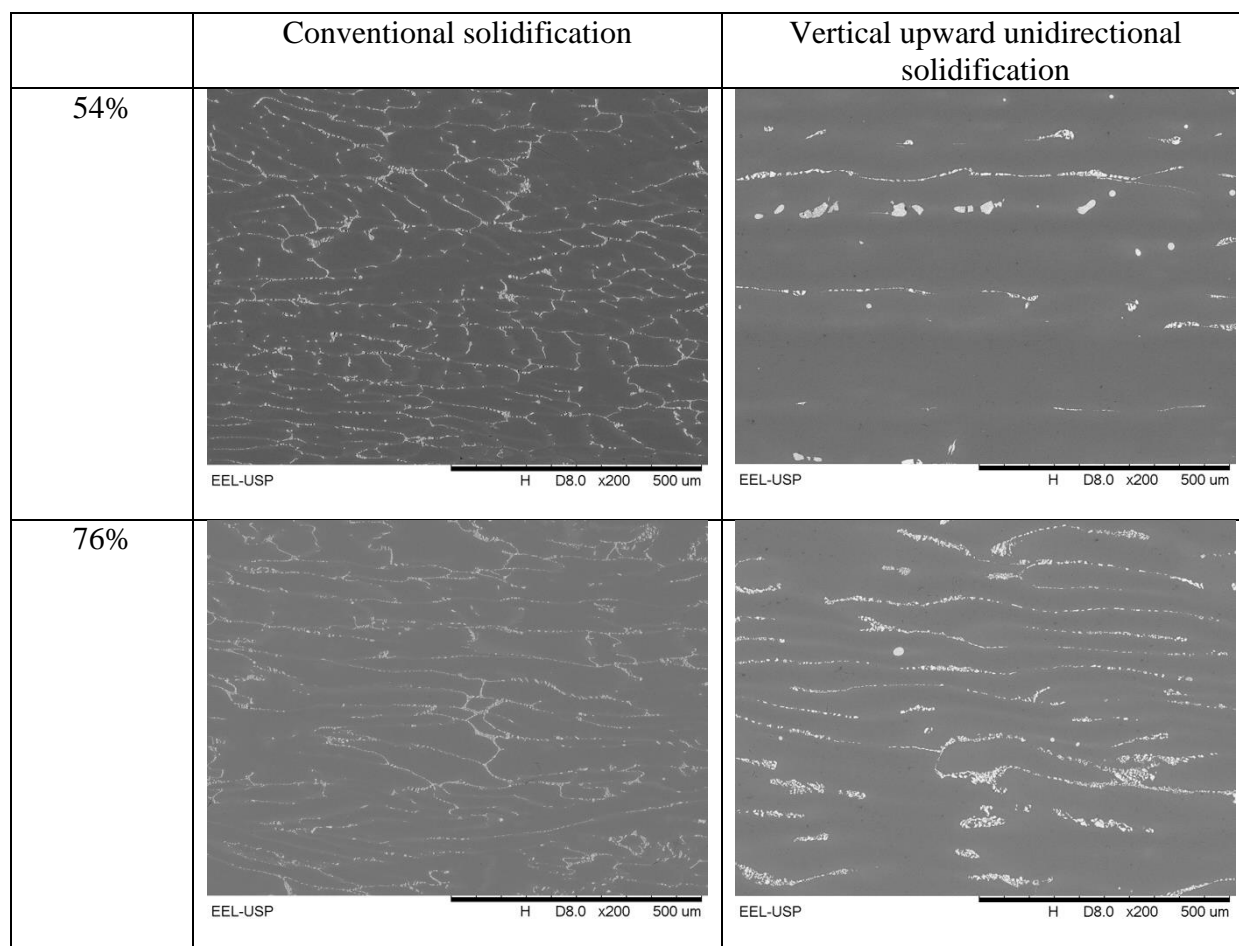 Conventional solidification
Vertical upward unidirectional
solidification
54%
EEL-USP H D8.0 x200 500 um
EEL-USP H D8.0 x200 500 um
76%
EEL-USP H D8.0 x200 500 um
EEL-USP H D8.0 x200 500 um